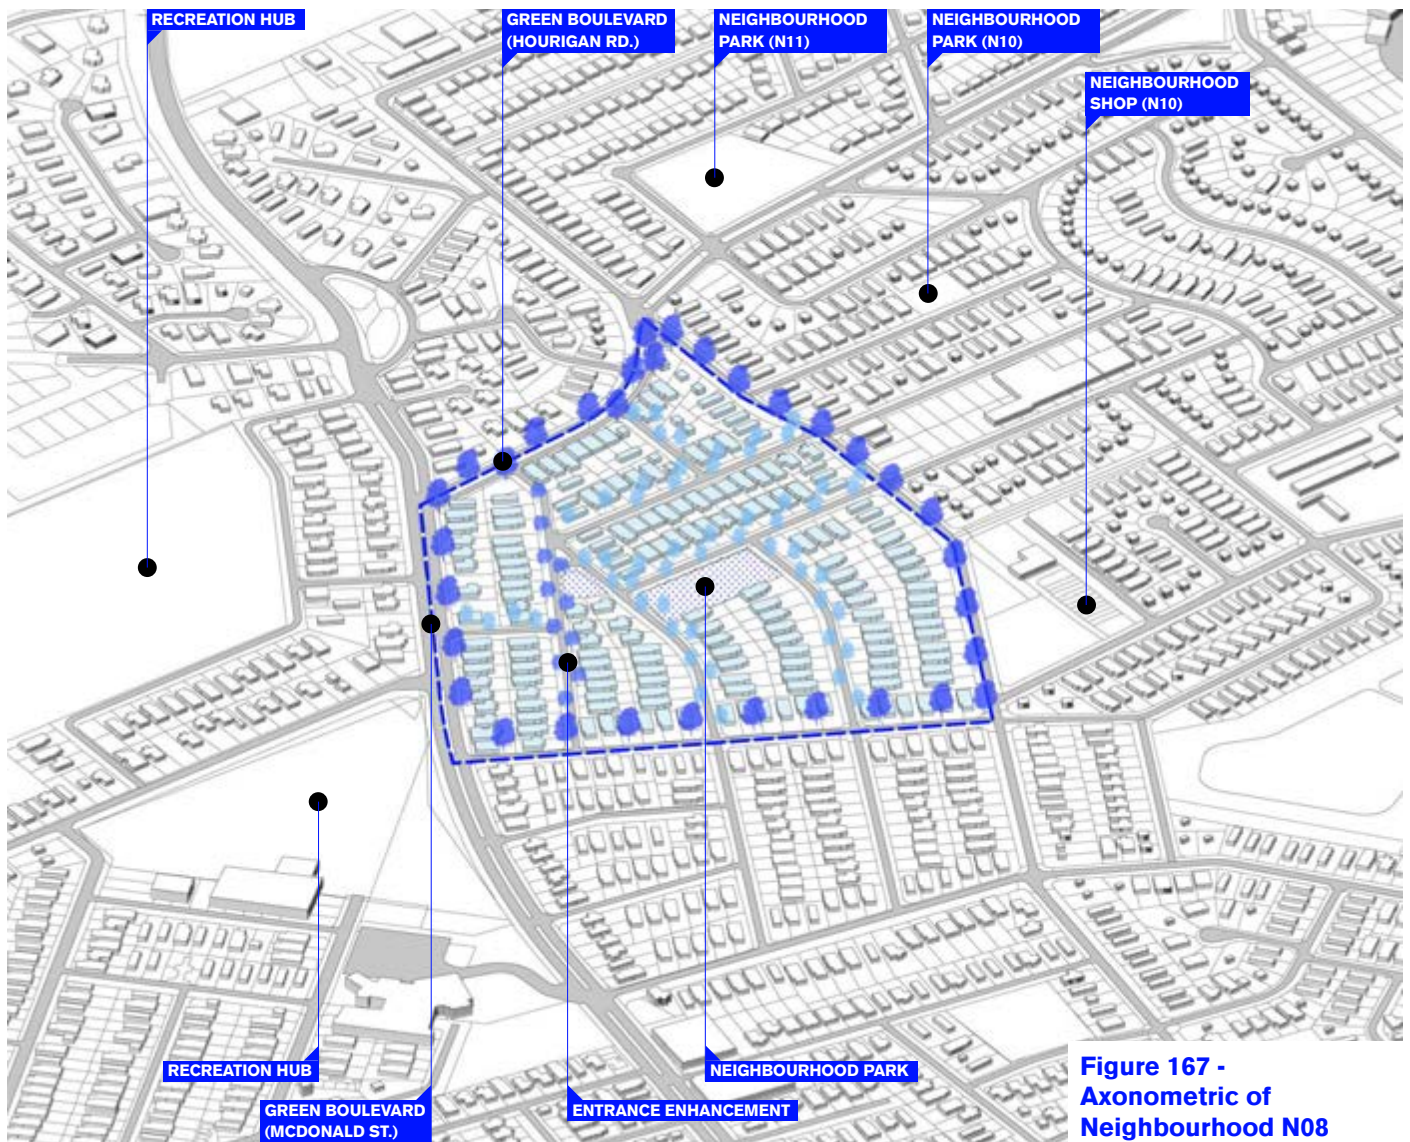 RECREATION HUB
GREEN BOULEVARD
(HOURIGAN RD.)
NEIGHBOURHOOD
PARK (N11)
NEIGHBOURHOOD
PARK (N10)
NEIGHBOURHOOD
SHOP (N10)
RECREATION HUB
GREEN BOULEVARD
(MCDONALD ST.)
ENTRANCE ENHANCEMENT
NEIGHBOURHOOD PARK
Figure 167 -
Axonometric of
Neighbourhood N08